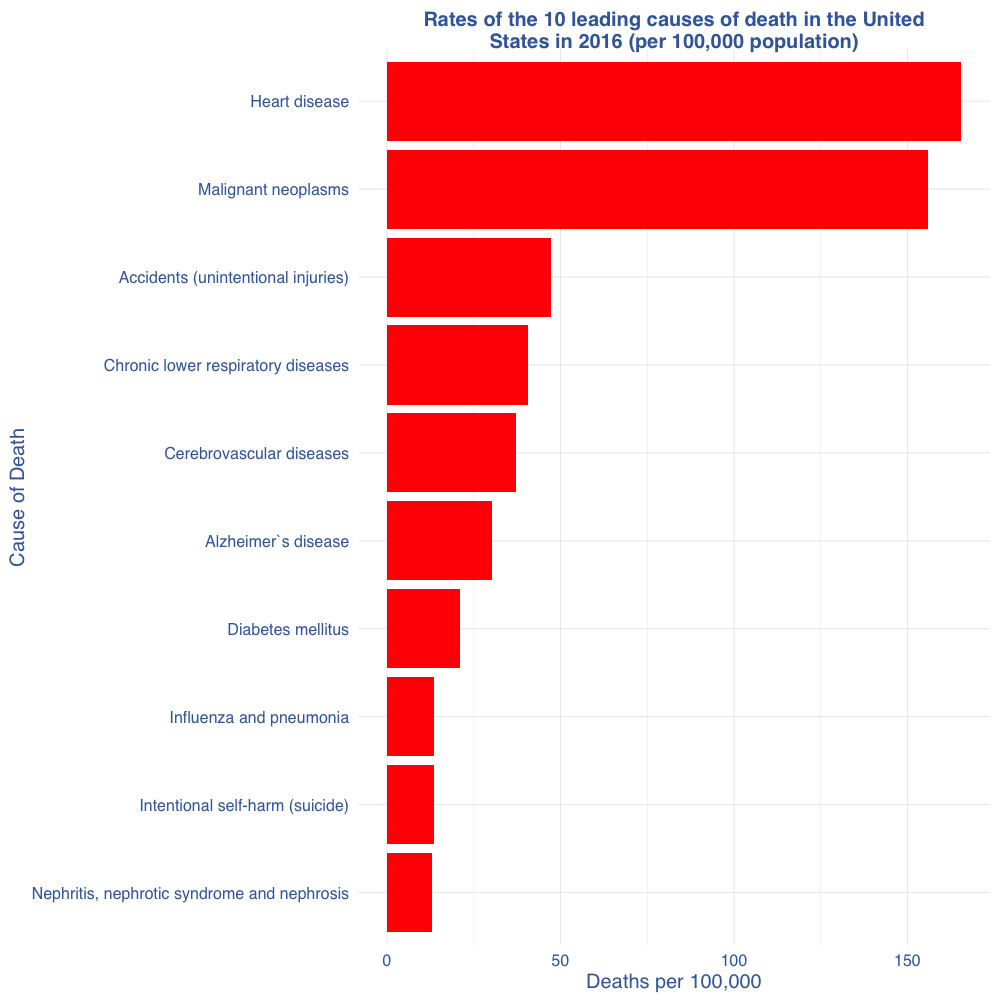 Rates of the 10 leading causes of death in the United
States in 2016 (per 100,000 population)
Heart disease
Malignant neoplasms
Accidents (unintentional injuries)
Chronic lower respiratory diseases
Cerebrovascular diseases
Alzheimer`s disease
Diabetes mellitus
Influenza and pneumonia
Intentional self-harm (suicide)
Nephritis, nephrotic syndrome and nephrosis
Cause of Death
0 50 100 150
Deaths per 100,000